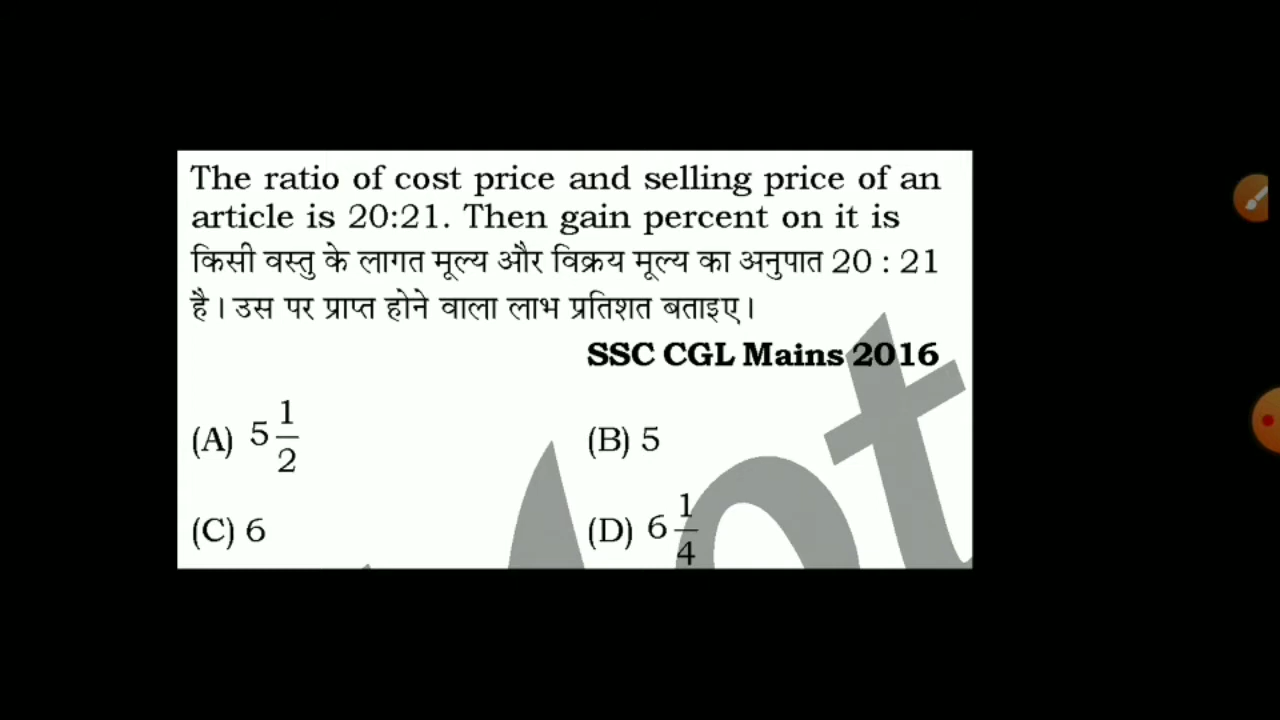 The ratio of cost price and selling price of an
article is 20:21. Then gain percent on it is
किसी वस्तु के लागत मूल्य और विक्रय मूल्य का अनुपात 20 : 21
है। उस पर प्राप्त होने वाला लाभ प्रतिशत बताइए।
SSC CGL Mains 2016
(A) 5 1/2 (B) 5
(C) 6 (D) 6 1/4